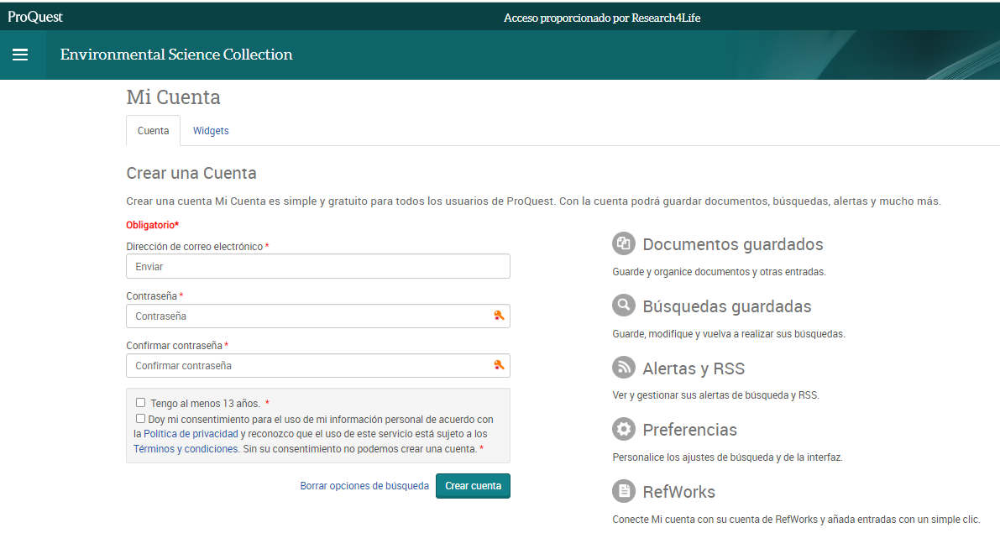 ProQuest
Acceso proporcionado por Research4Life
Environmental Science Collection
Mi Cuenta
Cuenta
Widgets
Crear una Cuenta
Crear una cuenta Mi Cuenta es simple y gratuito para todos los usuarios de ProQuest. Con la cuenta podrá guardar documentos, búsquedas, alertas y mucho más.
Obligatorio*
Dirección de correo electrónico *
Enviar
Contraseña *
Contraseña
Confirmar contraseña *
Confirmar contraseña
Tengo al menos 13 años. *
Doy mi consentimiento para el uso de mi información personal de acuerdo con
la Política de privacidad y reconozco que el uso de este servicio está sujeto a los
Términos y condiciones. Sin su consentimiento no podemos crear una cuenta. *
Borrar opciones de búsqueda
Crear cuenta
Documentos guardados
Guarde y organice documentos y otras entradas.
Búsquedas guardadas
Guarde, modifique y vuelva a realizar sus búsquedas.
Alertas y RSS
Ver y gestionar sus alertas de búsqueda y RSS.
Preferencias
Personalice los ajustes de búsqueda y de la interfaz.
RefWorks
Conecte Mi cuenta con su cuenta de RefWorks y añada entradas con un simple clic.